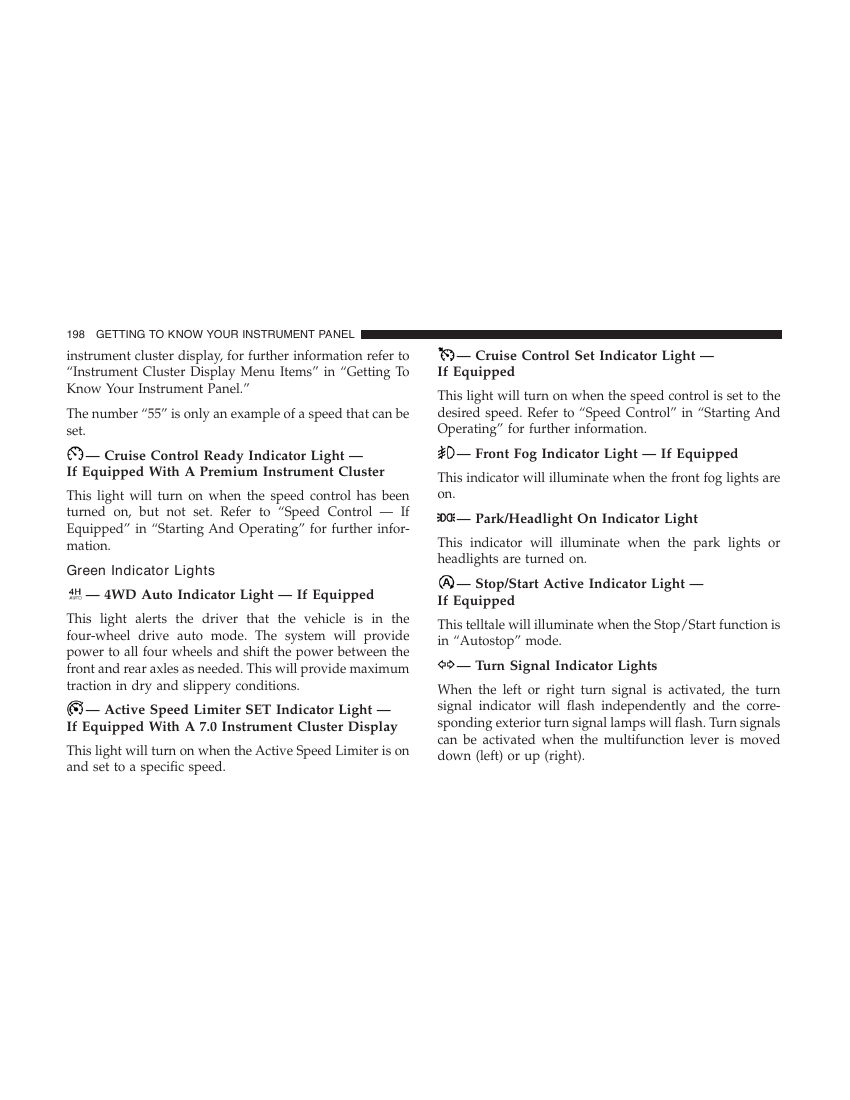 198 GETTING TO KNOW YOUR INSTRUMENT PANEL
instrument cluster display, for further information refer to
“Instrument Cluster Display Menu Items” in “Getting To
Know Your Instrument Panel.”
The number “55” is only an example of a speed that can be
set.
— Cruise Control Ready Indicator Light —
If Equipped With A Premium Instrument Cluster
This light will turn on when the speed control has been
turned on, but not set. Refer to “Speed Control — If
Equipped” in “Starting And Operating” for further infor-
mation.
Green Indicator Lights
4H AUTO — 4WD Auto Indicator Light — If Equipped
This light alerts the driver that the vehicle is in the
four-wheel drive auto mode. The system will provide
power to all four wheels and shift the power between the
front and rear axles as needed. This will provide maximum
traction in dry and slippery conditions.
— Active Speed Limiter SET Indicator Light —
If Equipped With A 7.0 Instrument Cluster Display
This light will turn on when the Active Speed Limiter is on
and set to a specific speed.
— Cruise Control Set Indicator Light —
If Equipped
This light will turn on when the speed control is set to the
desired speed. Refer to “Speed Control” in “Starting And
Operating” for further information.
— Front Fog Indicator Light — If Equipped
This indicator will illuminate when the front fog lights are
on.
— Park/Headlight On Indicator Light
This indicator will illuminate when the park lights or
headlights are turned on.
A — Stop/Start Active Indicator Light —
If Equipped
This telltale will illuminate when the Stop/Start function is
in “Autostop” mode.
— Turn Signal Indicator Lights
When the left or right turn signal is activated, the turn
signal indicator will flash independently and the corre-
sponding exterior turn signal lamps will flash. Turn signals
can be activated when the multifunction lever is moved
down (left) or up (right).